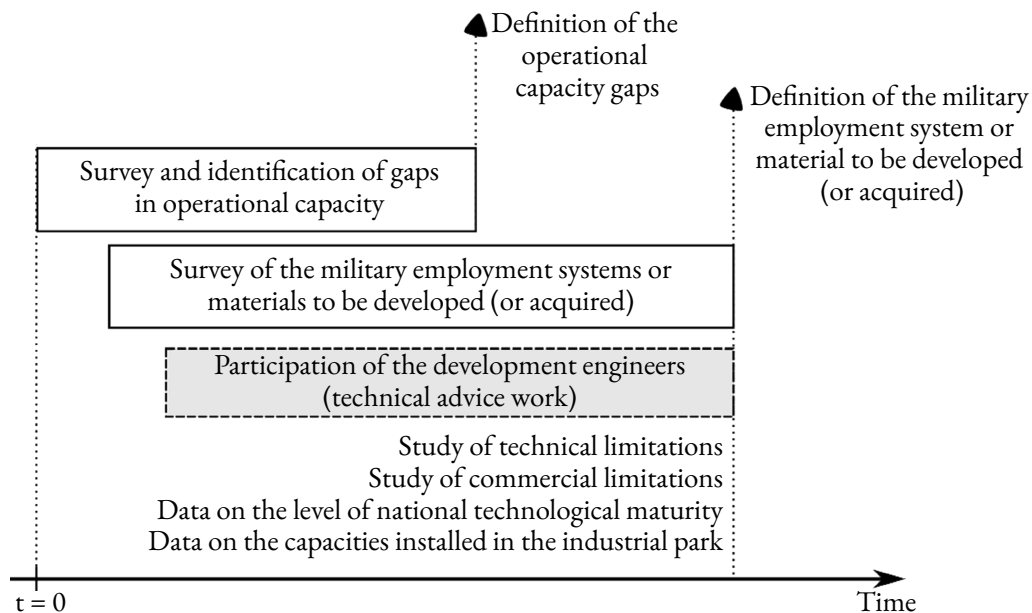 Definition of the
operational
capacity gaps
Definition of the military
employment system or
material to be developed
(or acquired)
Survey and identification of gaps
in operational capacity
Survey of the military employment systems or
materials to be developed (or acquired)
Participation of the development engineers
(technical advice work)
Study of technical limitations
Study of commercial limitations
Data on the level of national technological maturity
Data on the capacities installed in the industrial park
t = 0
Time